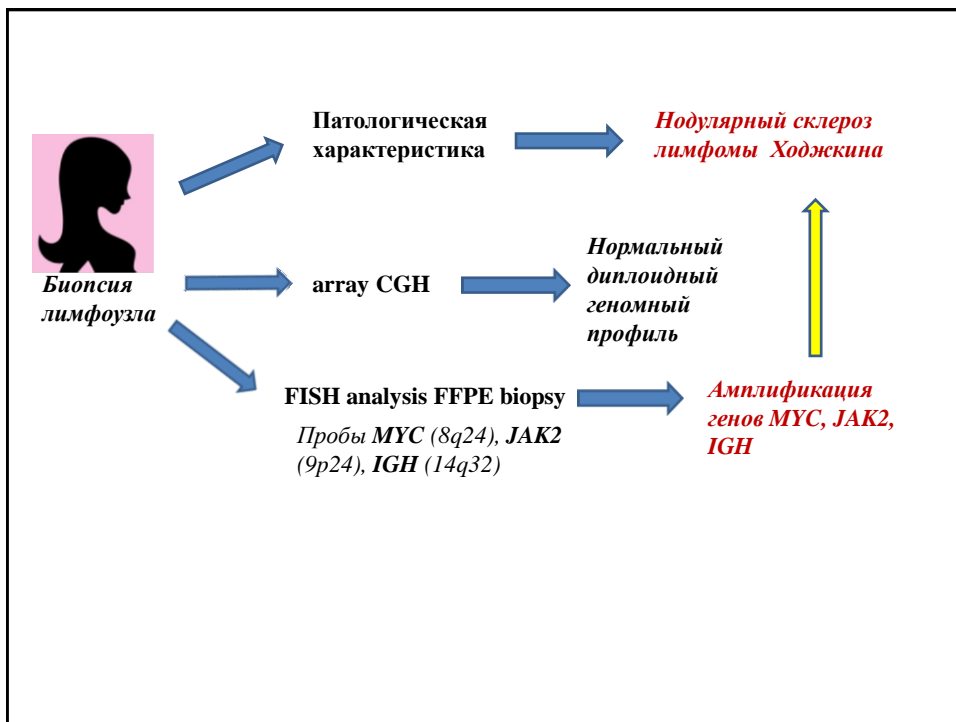 Патологическая
характеристика
Нодулярный склероз
лимфомы Ходжкина
Биопсия
лимфоузла
array CGH
Нормальный
диплоидный
геномный
профиль
FISH analysis FFPE biopsy
Пробы MYC (8q24), JAK2
(9p24), IGH (14q32)
Амплификация
генов MYC, JAK2,
IGH